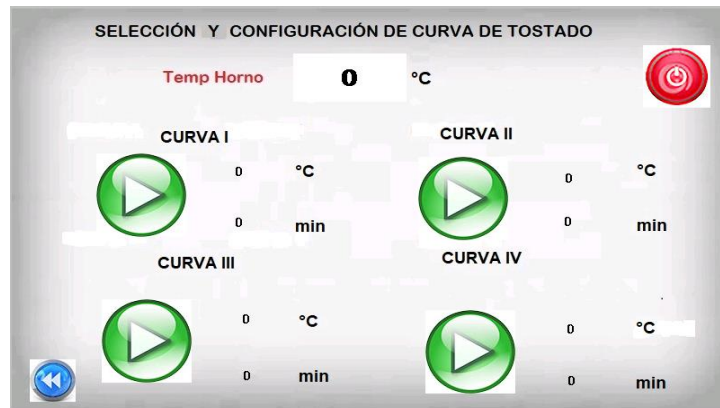 SELECCIÓN Y CONFIGURACIÓN DE CURVA DE TOSTADO
Temp Horno 0 °C
CURVA I
0 °C
0 min
CURVA II
0 °C
0 min
CURVA III
0 °C
0 min
CURVA IV
0 °C
0 min